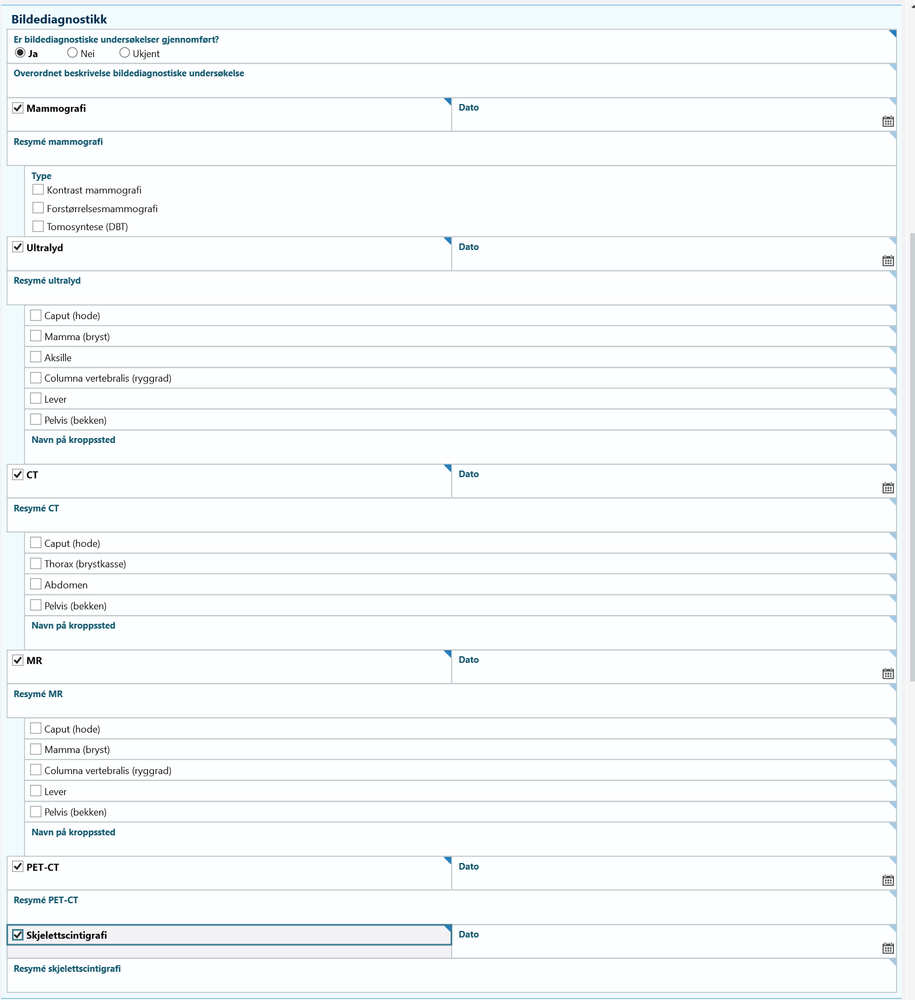 Bildediagnostikk
Er bildediagnostiske undersøkelser gjennomført?
Ja Nei Ukjent
Overordnet beskrivelse bildediagnostiske undersøkelse
Mammografi Dato
Resymé mammografi
Type
Kontrast mammografi
Forstørrelsesmammografi
Tomosyntese (DBT)
Ultralyd Dato
Resymé ultralyd
Caput (hode)
Mamma (bryst)
Aksille
Columna vertebralis (ryggrad)
Lever
Pelvis (bekken)
Navn på kroppssted
CT Dato
Resymé CT
Caput (hode)
Thorax (brystkasse)
Abdomen
Pelvis (bekken)
Navn på kroppssted
MR Dato
Resymé MR
Caput (hode)
Mamma (bryst)
Columna vertebralis (ryggrad)
Lever
Pelvis (bekken)
Navn på kroppssted
PET-CT Dato
Resymé PET-CT
Skjelettscintigrafi Dato
Resymé skjelettscintigrafi